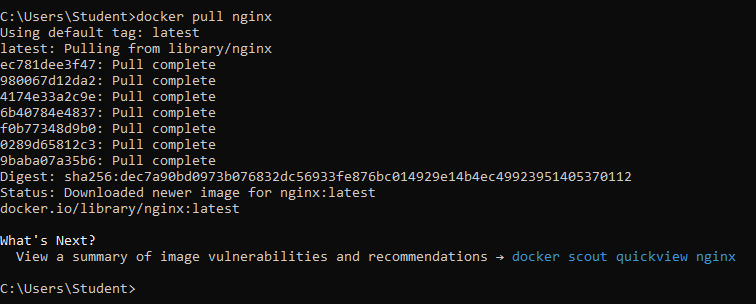 C:\Users\Student>docker pull nginx
Using default tag: latest
latest: Pulling from library/nginx
ec781dee3f47: Pull complete
980067d12da2: Pull complete
4174e33a2c9e: Pull complete
6b40784e4837: Pull complete
f0b77348d9b0: Pull complete
0289d65812c3: Pull complete
9baba07a35b6: Pull complete
Digest: sha256:dec7a90bd0973b076832dc56933fe876bc014929e14b4ec49923951405370112
Status: Downloaded newer image for nginx:latest
docker.io/library/nginx:latest

What's Next?
  View a summary of image vulnerabilities and recommendations → docker scout quickview nginx

C:\Users\Student>